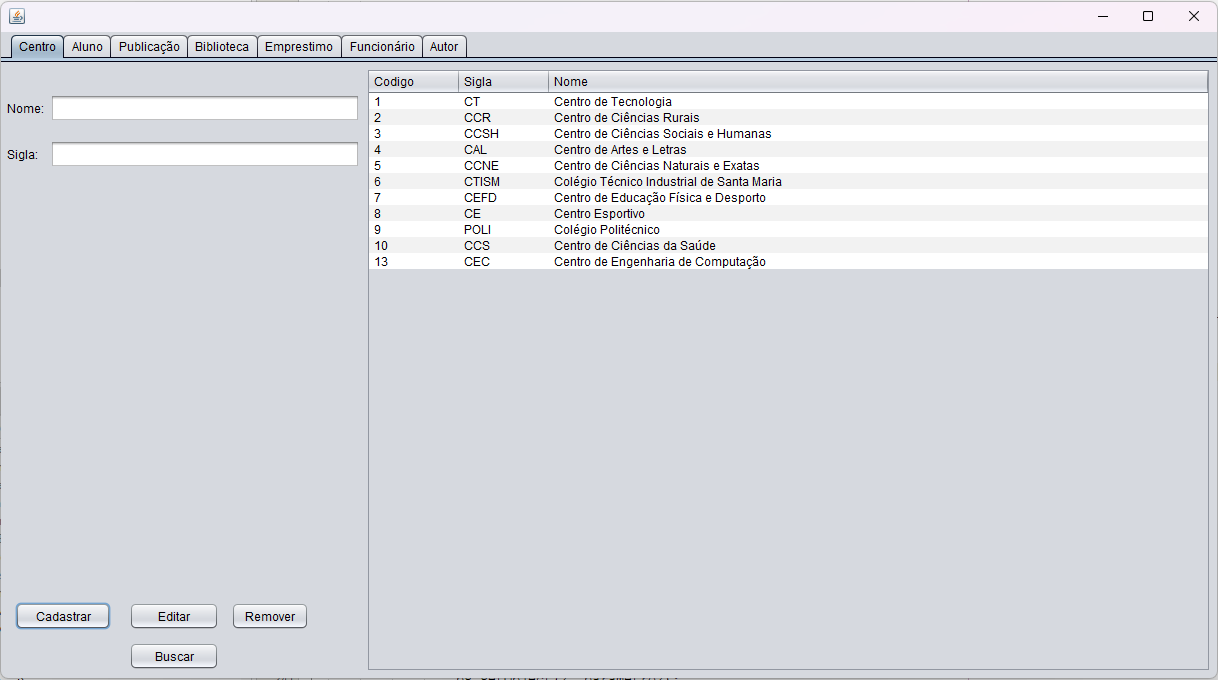 Centro Aluno Publicação Biblioteca Emprestimo Funcionário Autor
Nome:
Sigla:
Codigo Sigla Nome
1 CT Centro de Tecnologia
2 CCR Centro de Ciências Rurais
3 CCSH Centro de Ciências Sociais e Humanas
4 CAL Centro de Artes e Letras
5 CCNE Centro de Ciências Naturais e Exatas
6 CTISM Colégio Técnico Industrial de Santa Maria
7 CEFD Centro de Educação Física e Desporto
8 CE Centro Esportivo
9 POLI Colégio Politécnico
10 CCS Centro de Ciências da Saúde
13 CEC Centro de Engenharia de Computação
Cadastrar Editar Remover
Buscar